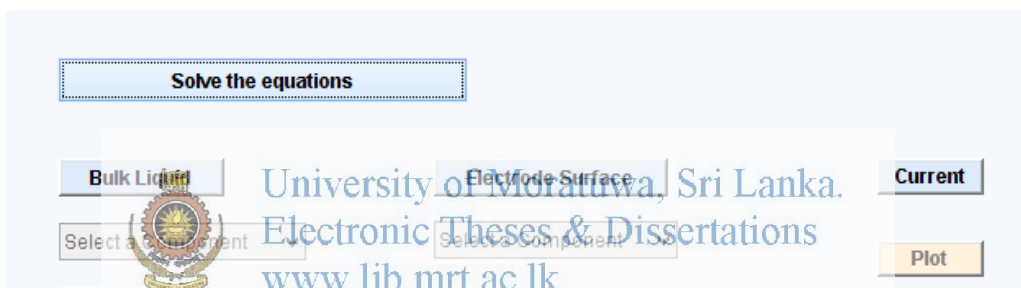 Solve the equations
Bulk Liquid
Electrode Surface
Current
University of Moratuwa, Sri Lanka.
Select a Component
Select a Component
Electronic Theses & Dissertations
Plot
www.lib.mrt.ac.lk